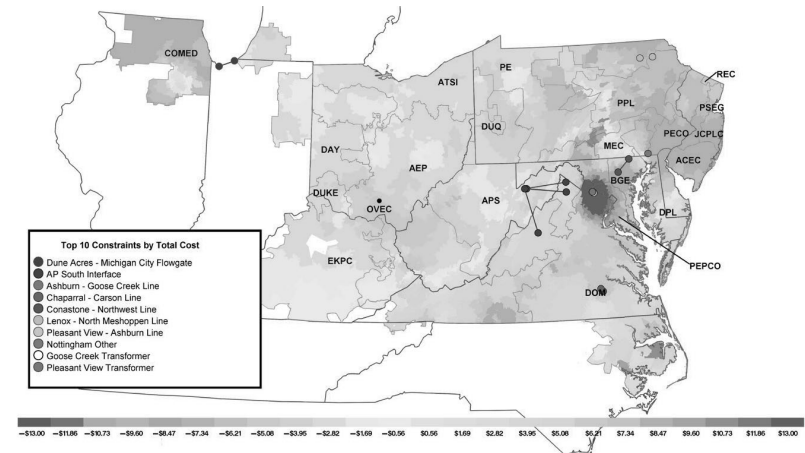 COMED
PE
ATSI
REC
PPL
PSEG
DUQ
PECO
JCPLC
DAY
MEC
ACEC
AEP
BGE
DUKE
APS
OVEC
DPL
EKPC
PEPCO
DOM
Top 10 Constraints by Total Cost
Dune Acres - Michigan City Flowgate
AP South Interface
Ashburn - Goose Creek Line
Chaparral - Carson Line
Conastone - Northwest Line
Lenox - North Meshoppen Line
Pleasant View - Ashburn Line
Nottingham Other
Goose Creek Transformer
Pleasant View Transformer
–$13.00 –$11.86 –$10.73 –$9.60 –$8.47 –$7.34 –$6.21 –$5.08 –$3.95 –$2.82 –$1.69 –$0.56 $0.56 $1.69 $2.82 $3.95 $5.08 $6.21 $7.34 $8.47 $9.60 $10.73 $11.86 $13.00